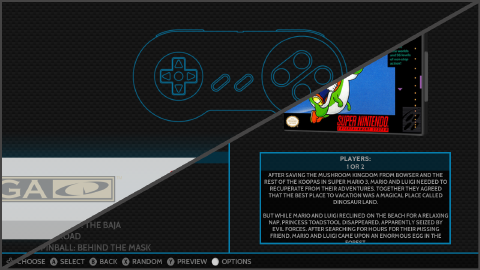 SUPER NINTENDO
GA
THE BAJA
OAD
INBALL: BEHIND THE MASK
PLAYERS:
1 OR 2
AFTER SAVING THE MUSHROOM KINGDOM FROM BOWSER AND THE
REST OF THE KOOPAS IN SUPER MARIO 3, MARIO AND LUIGI NEEDED TO
RECUPERATE FROM THEIR ADVENTURES. TOGETHER THEY AGREED
THAT THE BEST PLACE TO VACATION WAS A MAGICAL PLACE CALLED
DINOSAUR LAND.
BUT WHILE MARIO AND LUIGI RECLINED ON THE BEACH FOR A RELAXING
NAP, PRINCESS TOADSTOOL DISAPPEARED, APPARENTLY SEIZED BY
EVIL FORCES. AFTER SEARCHING FOR HOURS FOR THEIR MISSING
FRIEND, MARIO AND LUIGI CAME UPON AN ENORMOUS EGG IN THE
FOREST.
CHOOSE A SELECT B BACK X RANDOM Y PREVIEW OPTIONS